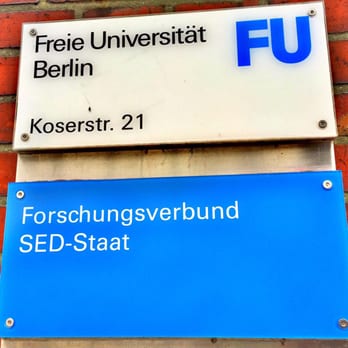 Freie Universität
Berlin
FU
Koserstr. 21
Forschungsverbund
SED-Staat